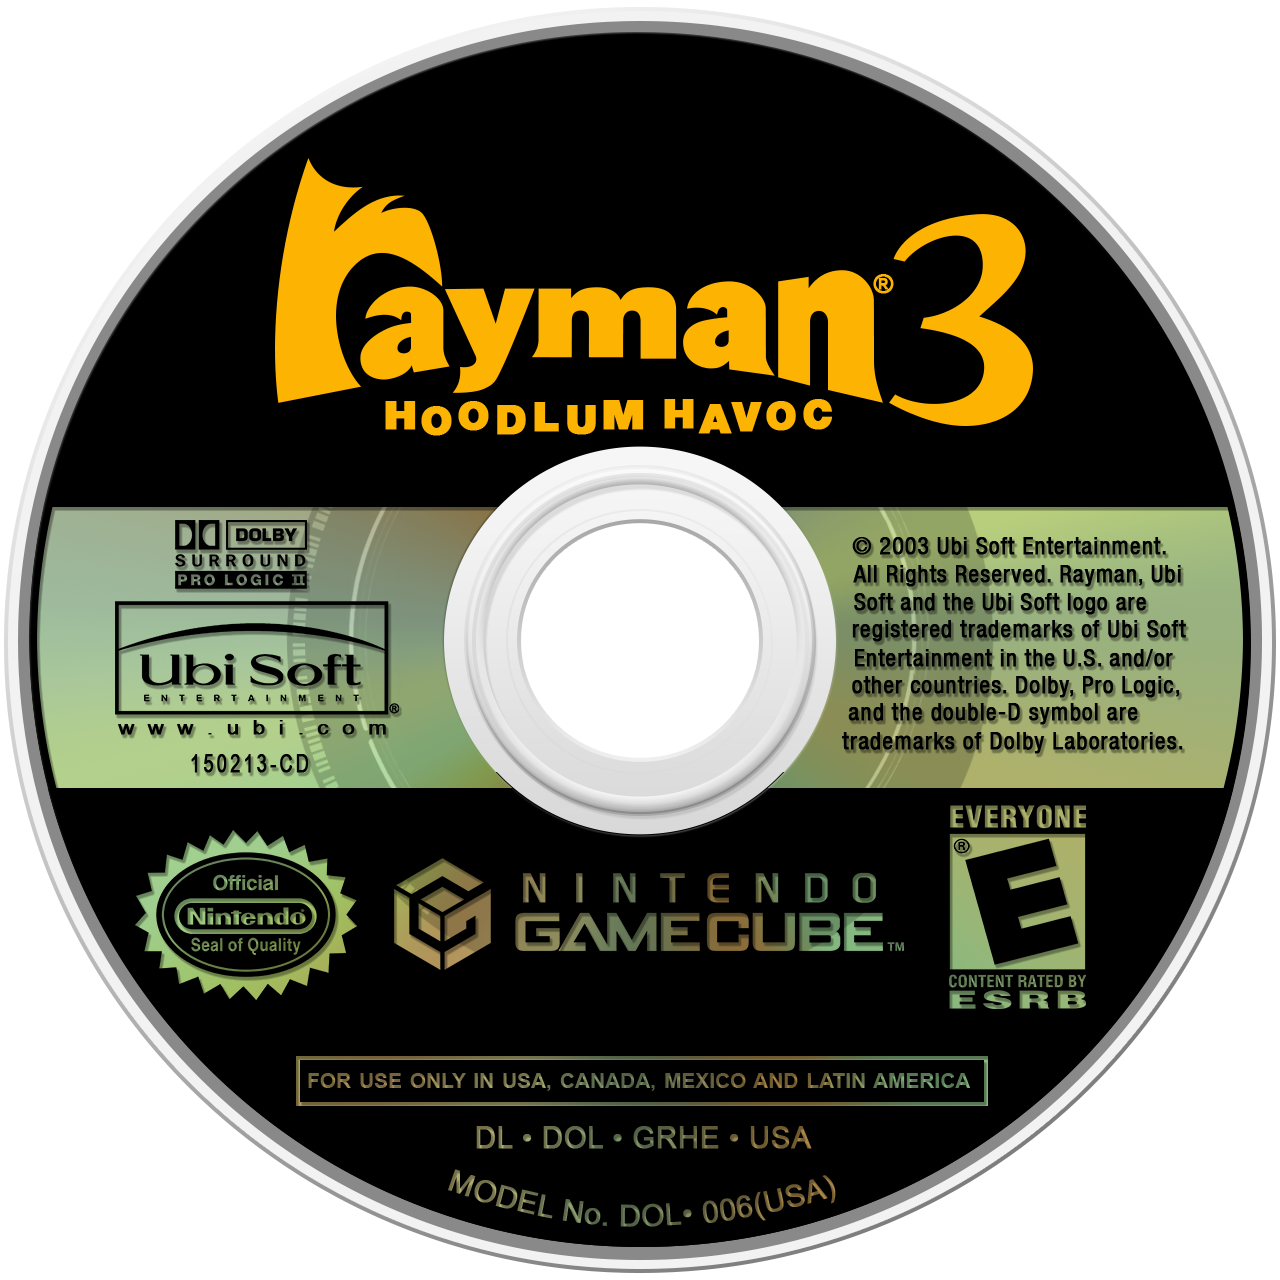 rayman® 3
HOODLUM HAVOC
DOLBY
SURROUND
PRO LOGIC II
Ubi Soft
ENTERTAINMENT
®
www.ubi.com
150213-CD
© 2003 Ubi Soft Entertainment.
All Rights Reserved. Rayman, Ubi
Soft and the Ubi Soft logo are
registered trademarks of Ubi Soft
Entertainment in the U.S. and/or
other countries. Dolby, Pro Logic,
and the double-D symbol are
trademarks of Dolby Laboratories.
Official
Nintendo®
Seal of Quality
NINTENDO
GAMECUBE™
EVERYONE
®
E
CONTENT RATED BY
ESRB
FOR USE ONLY IN USA, CANADA, MEXICO AND LATIN AMERICA
DL • DOL • GRHE • USA
MODEL No. DOL• 006(USA)